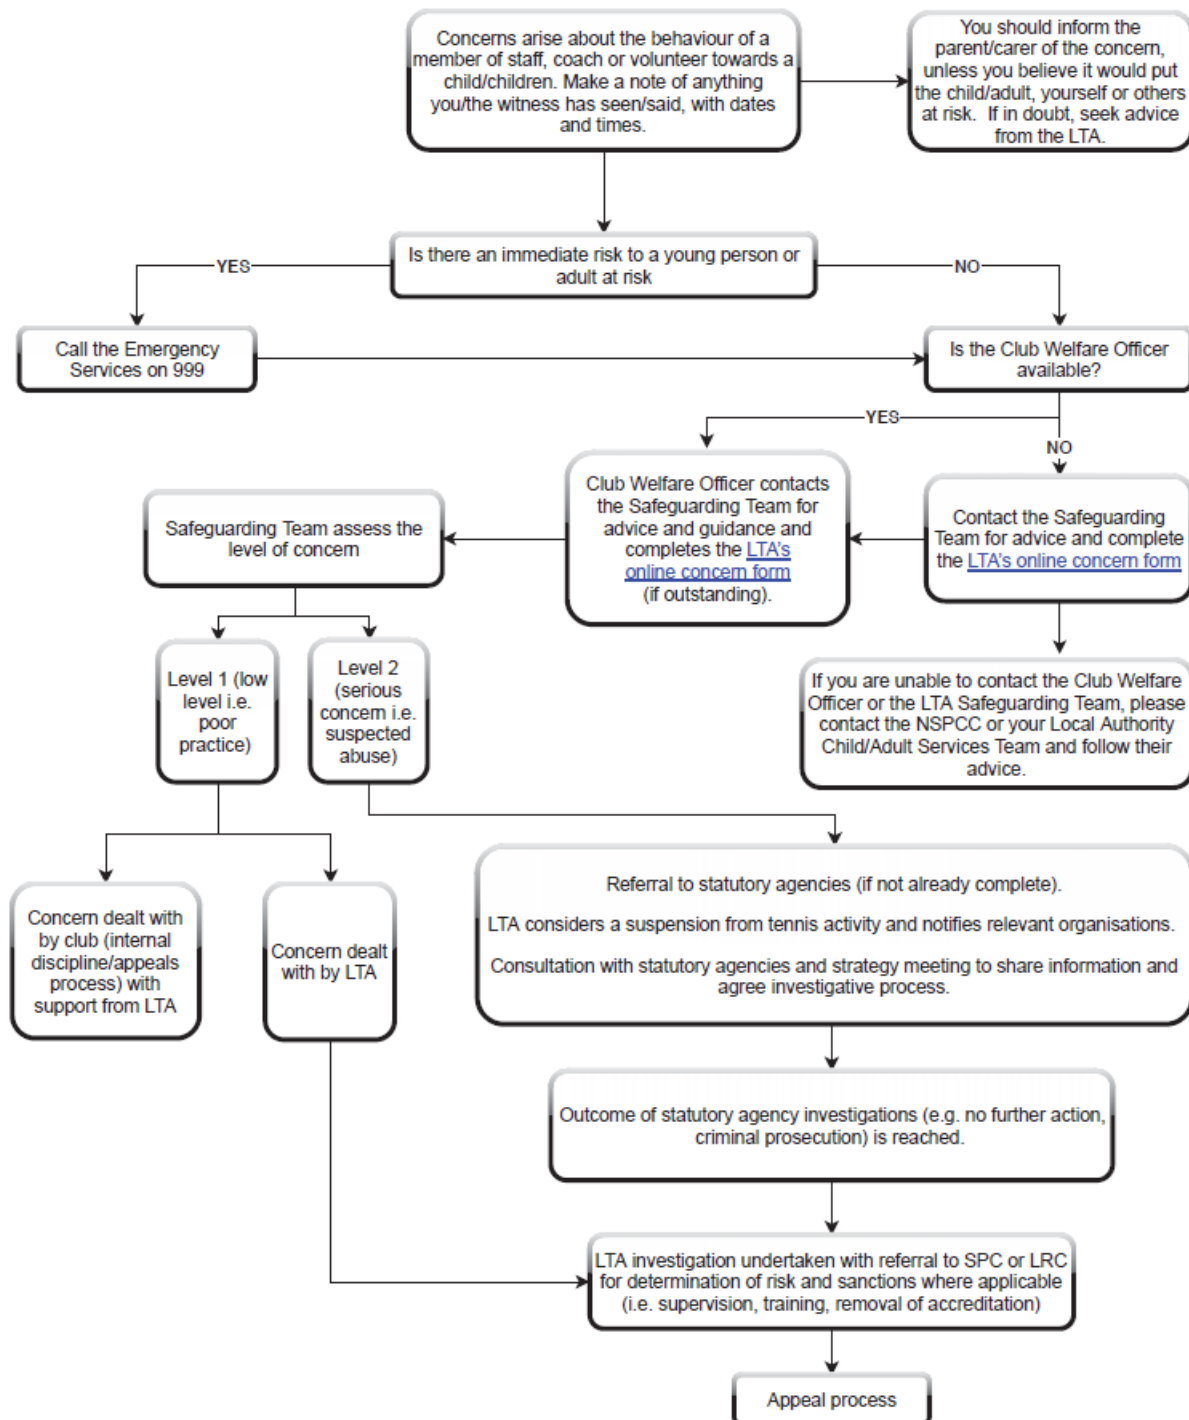 Concerns arise about the behaviour of a
member of staff, coach or volunteer towards a
child/children. Make a note of anything
you/the witness has seen/said, with dates
and times.
You should inform the
parent/carer of the concern,
unless you believe it would put
the child/adult, yourself or others
at risk. If in doubt, seek advice
from the LTA.
Is there an immediate risk to a young person or
adult at risk
YES
NO
Call the Emergency
Services on 999
Is the Club Welfare Officer
available?
YES
NO
Club Welfare Officer contacts
the Safeguarding Team for
advice and guidance and
completes the LTA's
online concern form
(if outstanding).
Contact the Safeguarding
Team for advice and complete
the LTA's online concern form
Safeguarding Team assess the
level of concern
Level 1 (low
level i.e.
poor
practice)
Level 2
(serious
concern i.e.
suspected
abuse)
If you are unable to contact the Club Welfare
Officer or the LTA Safeguarding Team, please
contact the NSPCC or your Local Authority
Child/Adult Services Team and follow their
advice.
Concern dealt with
by club (internal
discipline/appeals
process) with
support from LTA
Concern dealt
with by LTA
Referral to statutory agencies (if not already complete).
LTA considers a suspension from tennis activity and notifies relevant organisations.
Consultation with statutory agencies and strategy meeting to share information and
agree investigative process.
Outcome of statutory agency investigations (e.g. no further action,
criminal prosecution) is reached.
LTA investigation undertaken with referral to SPC or LRC
for determination of risk and sanctions where applicable
(i.e. supervision, training, removal of accreditation)
Appeal process